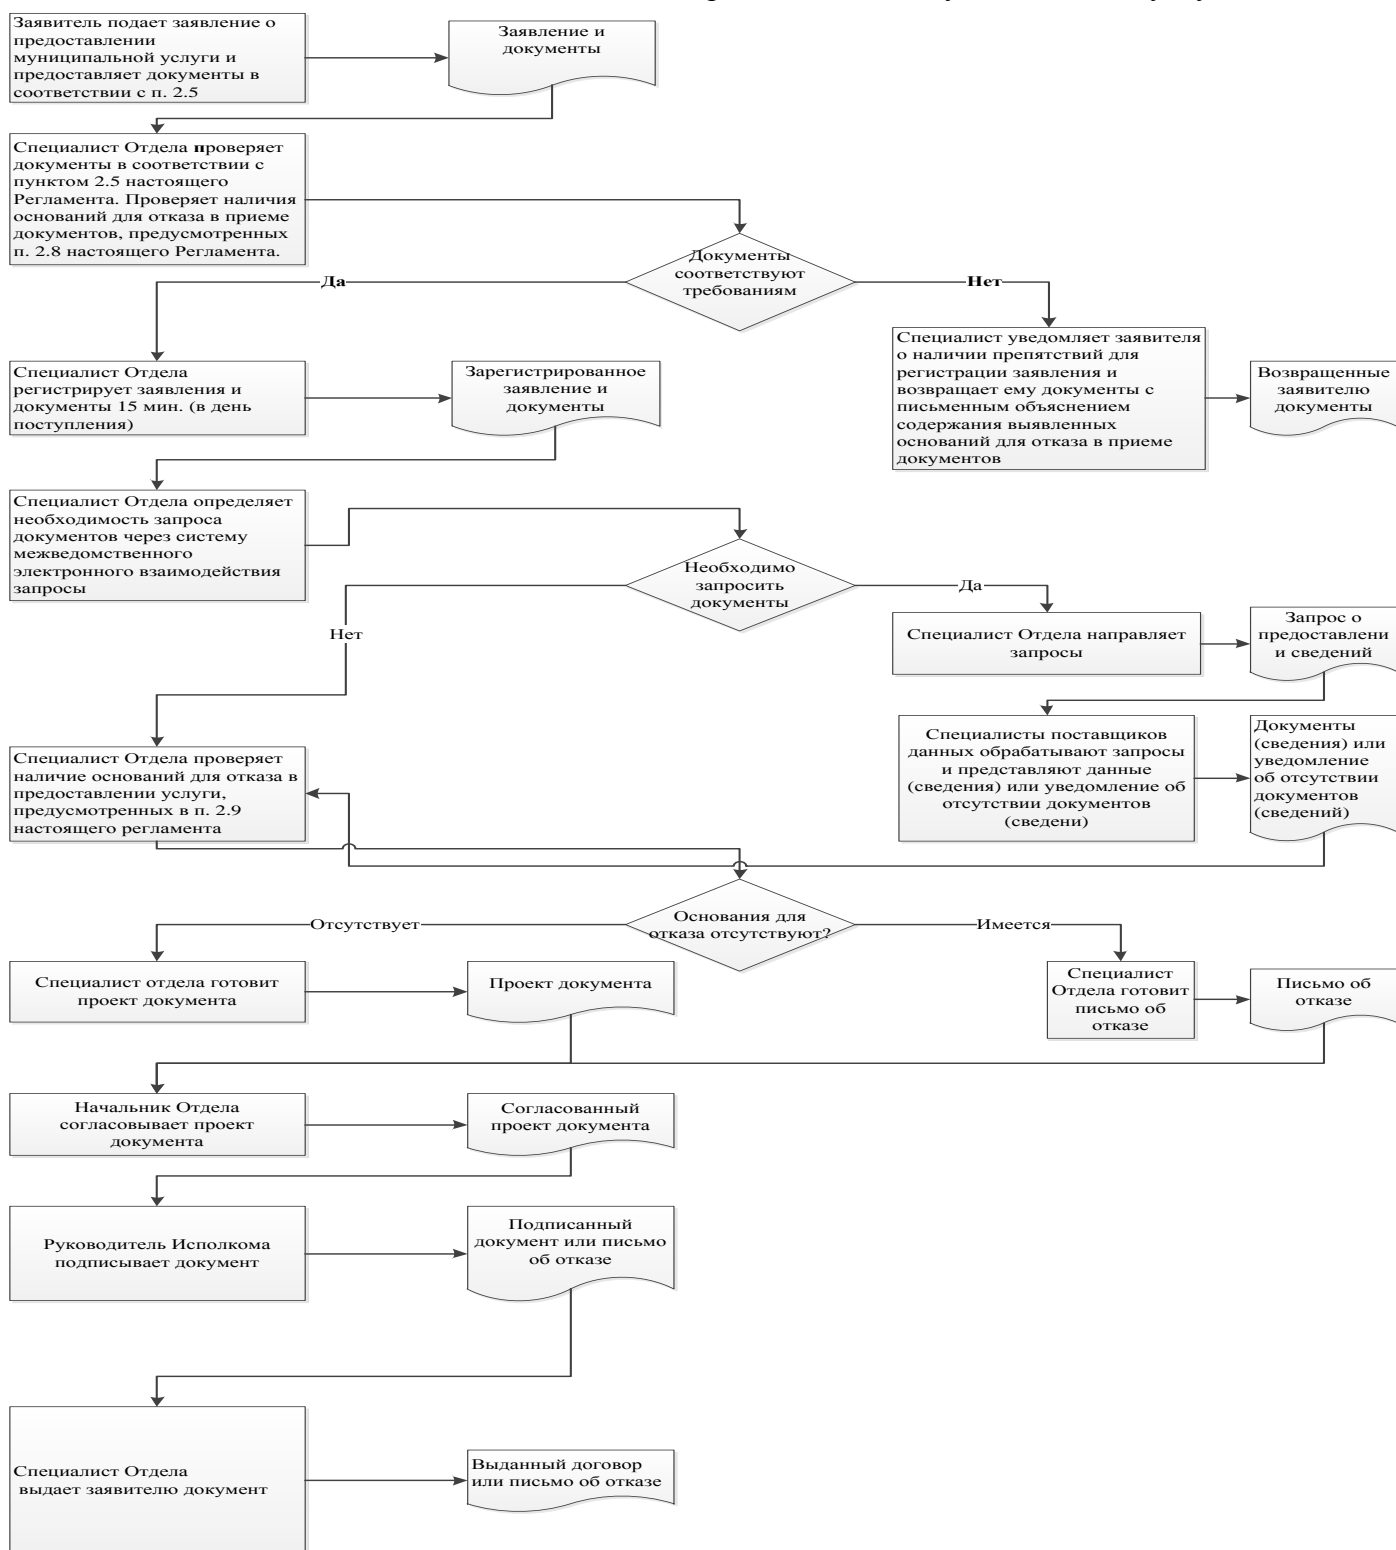 Заявитель подает заявление о
предоставлении
муниципальной услуги и
предоставляет документы в
соответствии с п. 2.5
Заявление и
документы
Специалист Отдела проверяет
документы в соответствии с
пунктом 2.5 настоящего
Регламента. Проверяет наличия
оснований для отказа в приеме
документов, предусмотренных
п. 2.8 настоящего Регламента.
Документы
соответствуют
требованиям
Да
Нет
Специалист Отдела
регистрирует заявления и
документы 15 мин. (в день
поступления)
Зарегистрированное
заявление и
документы
Специалист уведомляет заявителя
о наличии препятствий для
регистрации заявления и
возвращает ему документы с
письменным объяснением
содержания выявленных
оснований для отказа в приеме
документов
Возвращенные
заявителю
документы
Специалист Отдела определяет
необходимость запроса
документов через систему
межведомственного
электронного взаимодействия
запросы
Необходимо
запросить
документы
Да
Нет
Специалист Отдела направляет
запросы
Запрос о
предоставлени
и сведений
Специалисты поставщиков
данных обрабатывают запросы
и представляют данные
(сведения) или уведомление об
отсутствии документов
(сведени)
Документы
(сведения) или
уведомление
об отсутствии
документов
(сведений)
Специалист Отдела проверяет
наличие оснований для отказа в
предоставлении услуги,
предусмотренных в п. 2.9
настоящего регламента
Основания для
отказа отсутствуют?
Отсутствует
Имеется
Специалист отдела готовит
проект документа
Проект документа
Специалист
Отдела готовит
письмо об
отказе
Письмо об
отказе
Начальник Отдела
согласовывает проект
документа
Согласованный
проект документа
Руководитель Исполкома
подписывает документ
Подписанный
документ или письмо
об отказе
Специалист Отдела
выдает заявителю документ
Выданный договор
или письмо об отказе